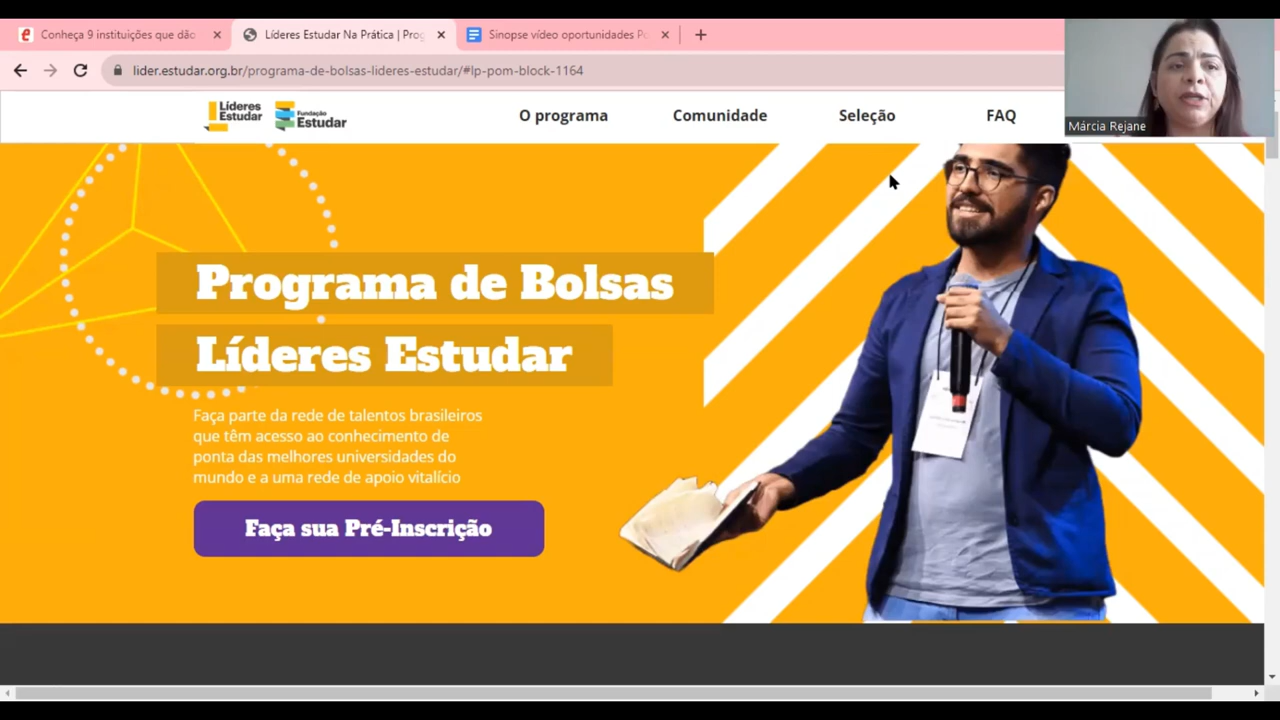 Conheça 9 instituições que dão
Líderes Estudar Na Prática | Prog
Sinopse vídeo oportunidades P
lider.estudar.org.br/programa-de-bolsas-lideres-estudar/#lp-pom-block-1164
Líderes
Estudar
Fundação
Estudar
O programa
Comunidade
Seleção
FAQ
Márcia Rejane
Programa de Bolsas
Líderes Estudar
Faça parte da rede de talentos brasileiros
que têm acesso ao conhecimento de
ponta das melhores universidades do
mundo e a uma rede de apoio vitalício
Faça sua Pré-Inscrição